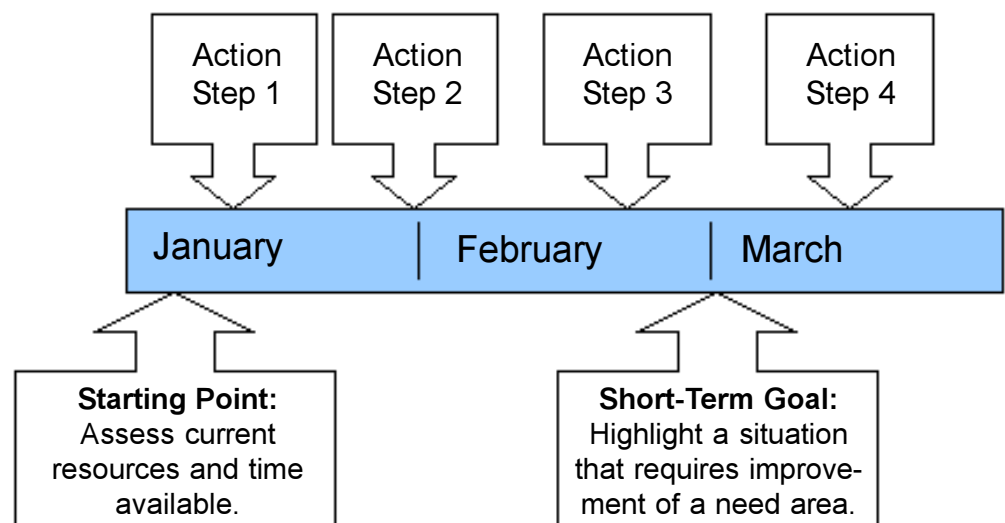 Action
Step 1
Action
Step 2
Action
Step 3
Action
Step 4
January
February
March
Starting Point:
Assess current
resources and time
available.
Short-Term Goal:
Highlight a situation
that requires improve-
ment of a need area.